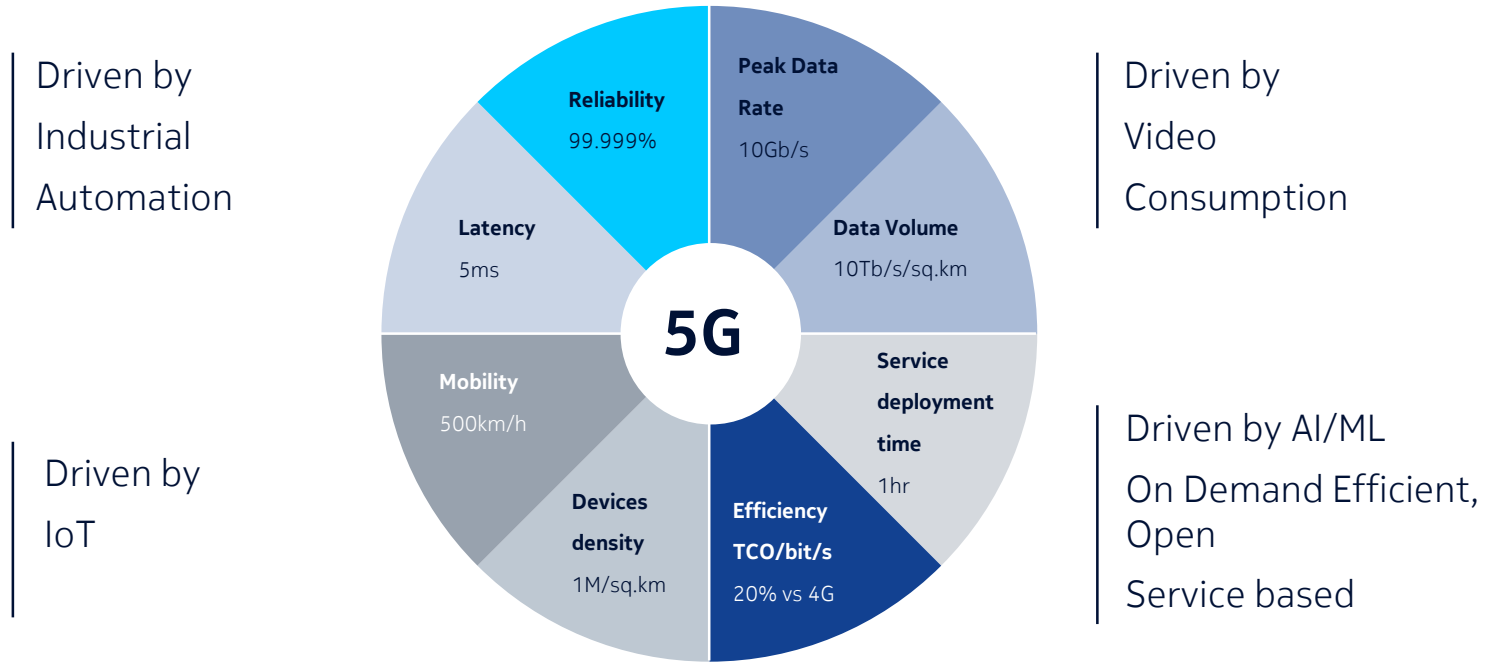 Driven by
Industrial
Automation
Driven by
IoT
Reliability
99.999%
Peak Data
Rate
10Gb/s
Latency
5ms
Data Volume
10Tb/s/sq.km
5G
Mobility
500km/h
Service
deployment
time
1hr
Devices
density
1M/sq.km
Efficiency
TCO/bit/s
20% vs 4G
Driven by
Video
Consumption
Driven by AI/ML
On Demand Efficient,
Open
Service based